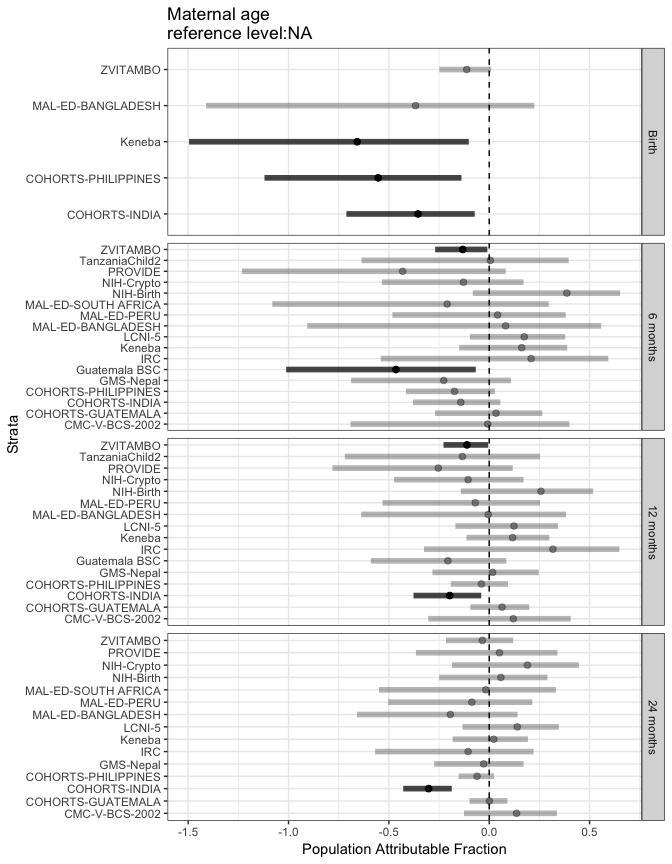 Maternal age
reference level:NA
Strata
ZVITAMBO
MAL-ED-BANGLADESH
Keneba
COHORTS-PHILIPPINES
COHORTS-INDIA
Birth
ZVITAMBO
TanzaniaChild2
PROVIDE
NIH-Crypto
NIH-Birth
MAL-ED-SOUTH AFRICA
MAL-ED-PERU
MAL-ED-BANGLADESH
LCNI-5
Keneba
IRC
Guatemala BSC
GMS-Nepal
COHORTS-PHILIPPINES
COHORTS-INDIA
COHORTS-GUATEMALA
CMC-V-BCS-2002
6 months
ZVITAMBO
TanzaniaChild2
PROVIDE
NIH-Crypto
NIH-Birth
MAL-ED-PERU
MAL-ED-BANGLADESH
LCNI-5
Keneba
IRC
Guatemala BSC
GMS-Nepal
COHORTS-PHILIPPINES
COHORTS-INDIA
COHORTS-GUATEMALA
CMC-V-BCS-2002
12 months
ZVITAMBO
PROVIDE
NIH-Crypto
NIH-Birth
MAL-ED-SOUTH AFRICA
MAL-ED-PERU
MAL-ED-BANGLADESH
LCNI-5
Keneba
IRC
GMS-Nepal
COHORTS-PHILIPPINES
COHORTS-INDIA
COHORTS-GUATEMALA
CMC-V-BCS-2002
24 months
-1.5 -1.0 -0.5 0.0 0.5
Population Attributable Fraction